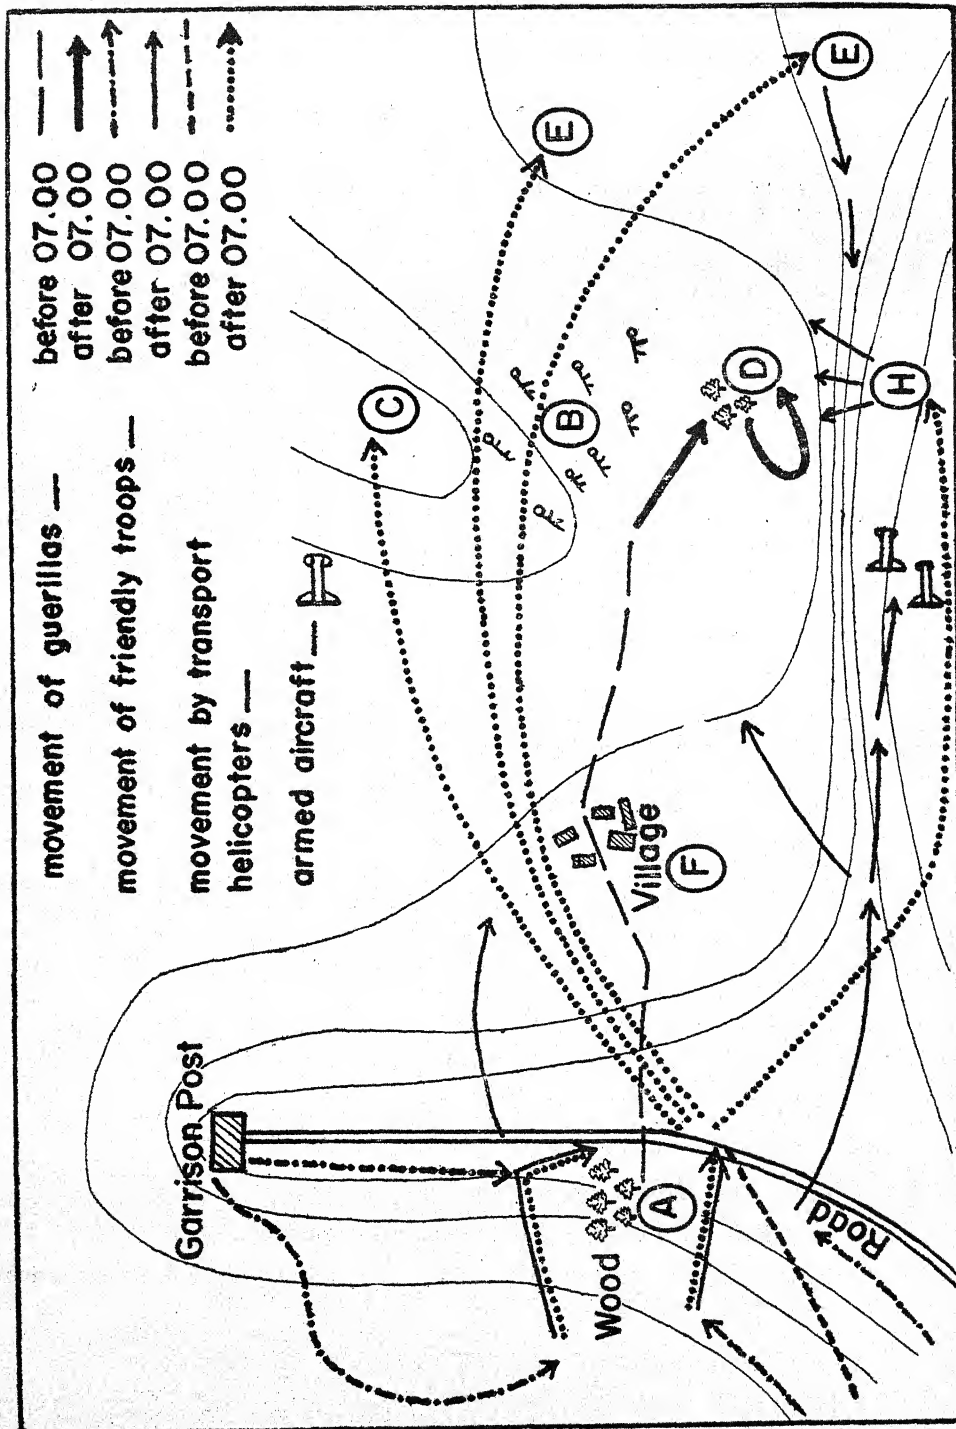 movement of guerillas — before 07.00
after 07.00
movement of friendly troops — before 07.00
after 07.00
movement by transport helicopters — before 07.00
after 07.00
armed aircraft —
Garrison Post
Wood
Road
Village
A
B
C
D
E
E
F
H